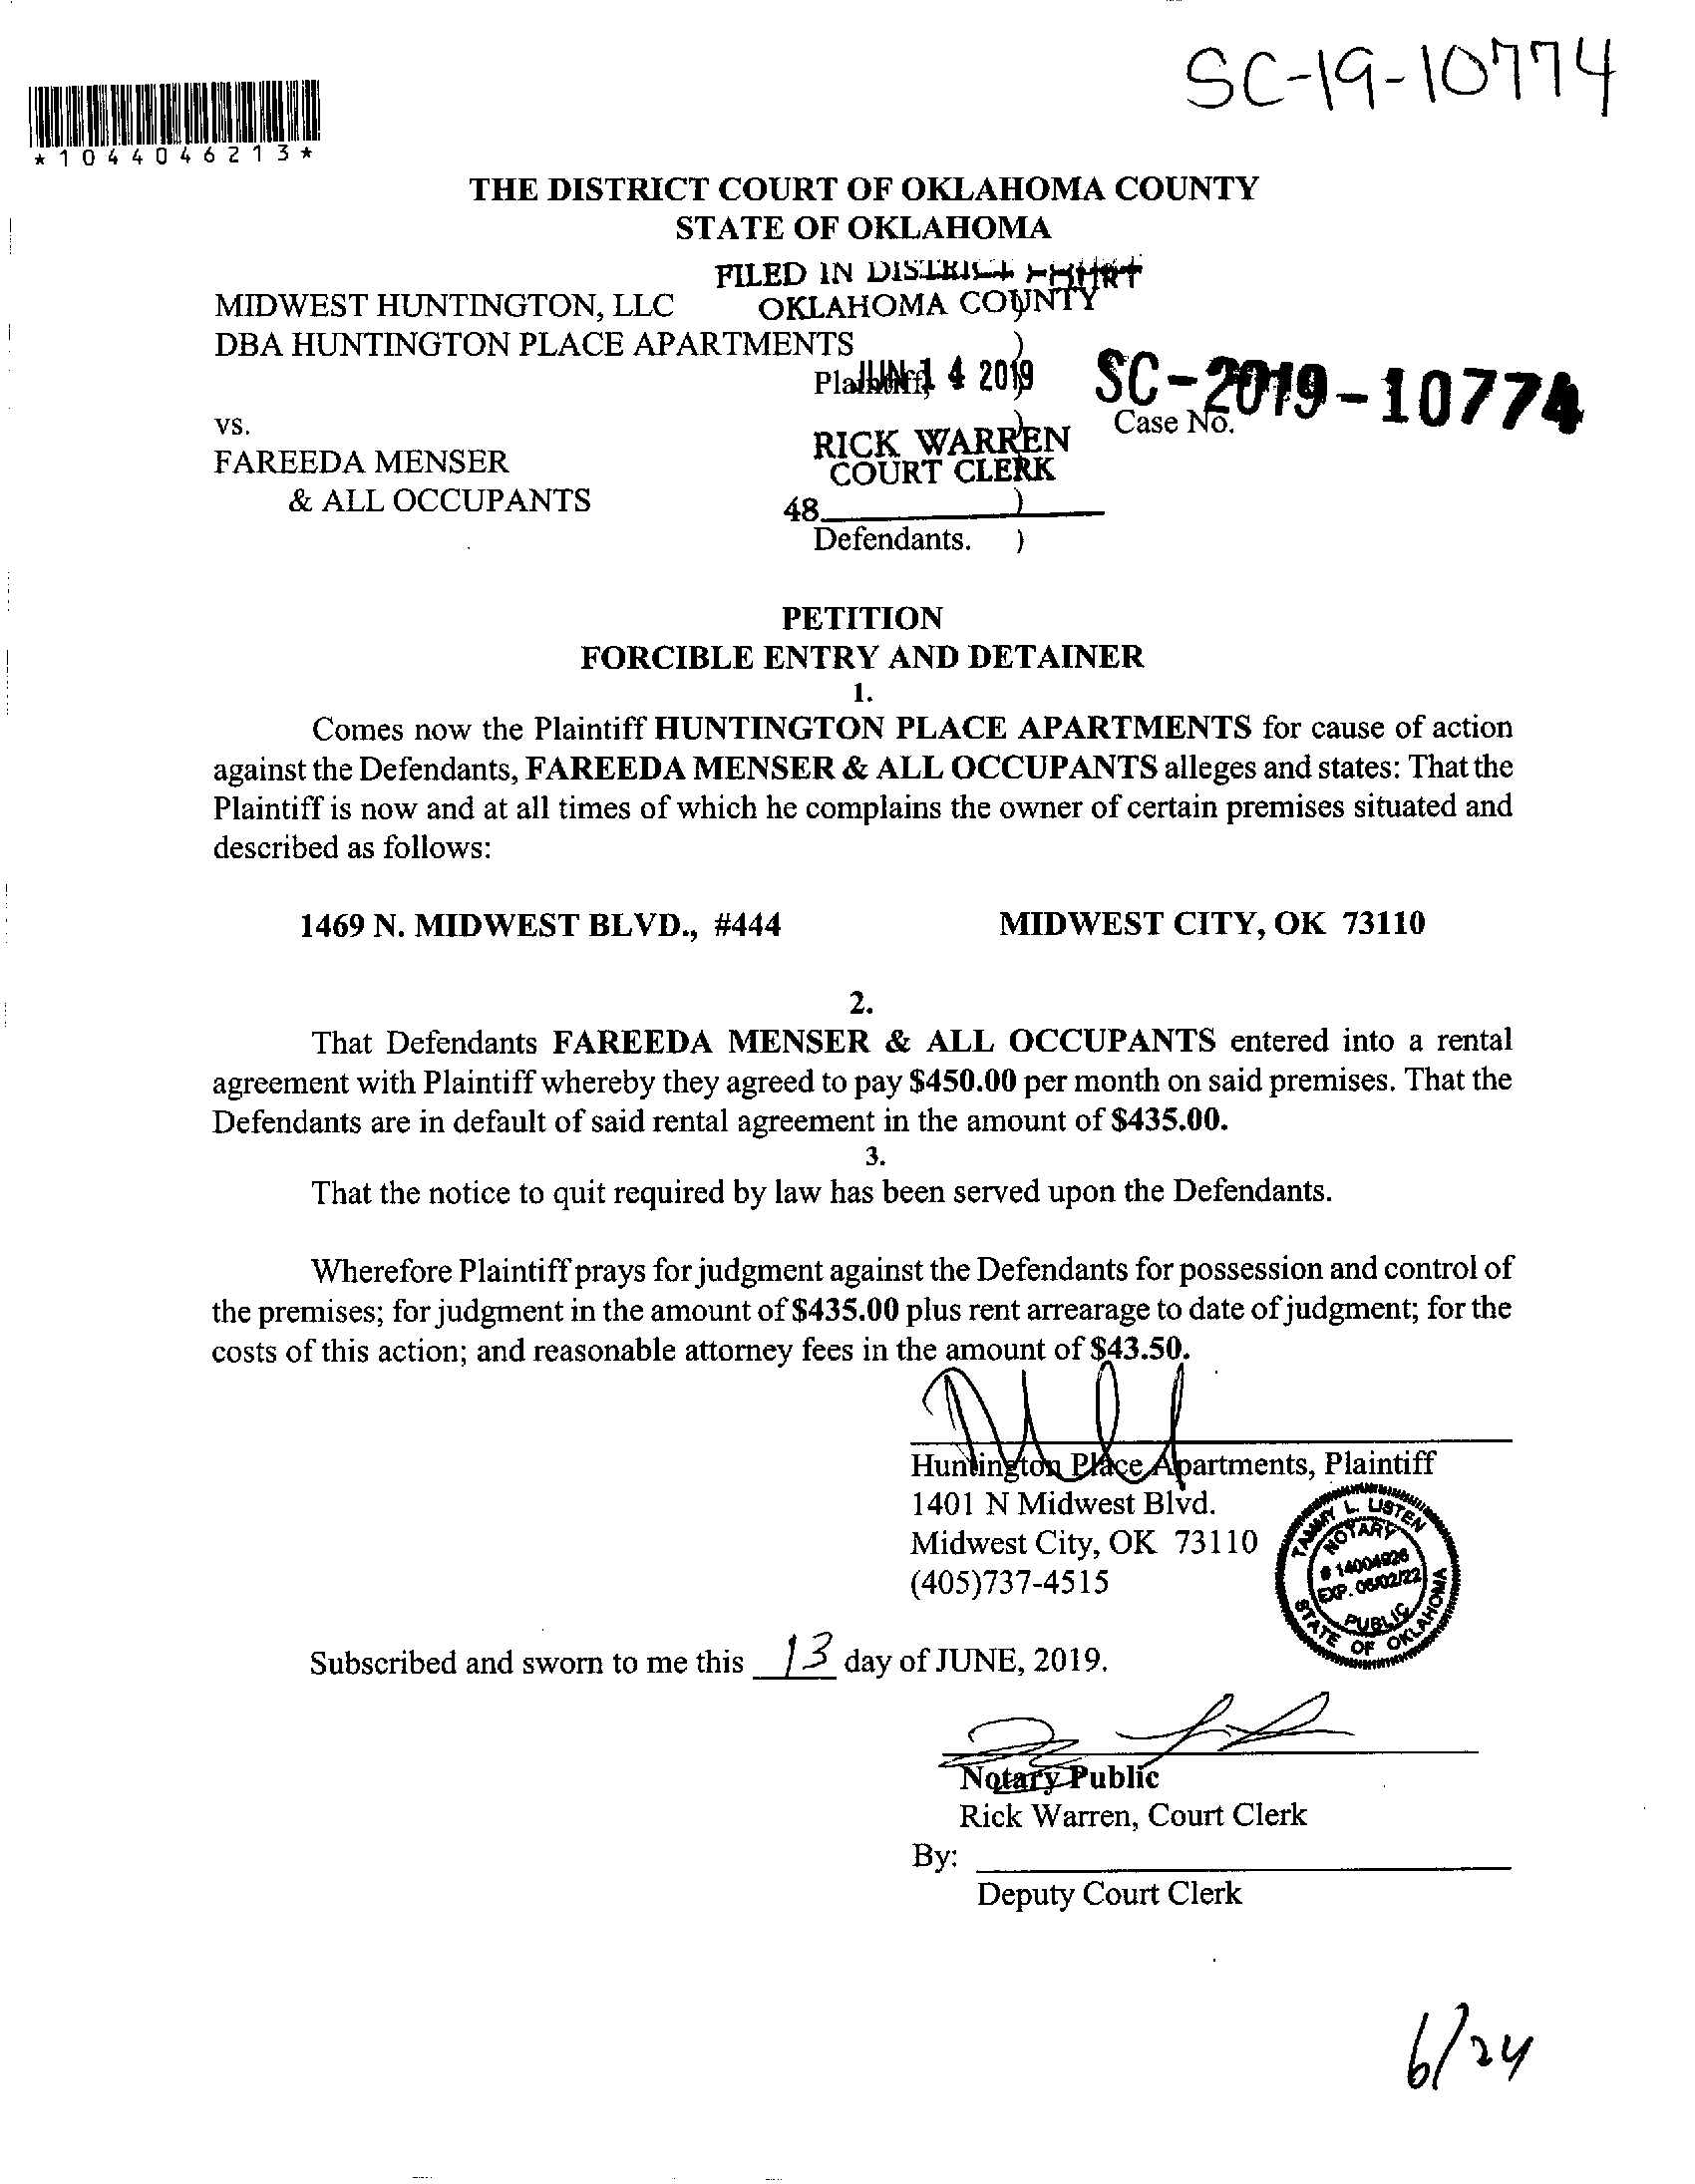 SC-19-10774
*1044046213*
THE DISTRICT COURT OF OKLAHOMA COUNTY
STATE OF OKLAHOMA
FILED IN DISTRICT COURT
MIDWEST HUNTINGTON, LLC OKLAHOMA COUNTY )
DBA HUNTINGTON PLACE APARTMENTS )
Plaintiff, JUN 14 2019 ) SC-2019-10774
vs. ) Case No.
RICK WARREN
FAREEDA MENSER COURT CLERK
& ALL OCCUPANTS 48 )
Defendants. )
PETITION
FORCIBLE ENTRY AND DETAINER
1.
Comes now the Plaintiff HUNTINGTON PLACE APARTMENTS for cause of action
against the Defendants, FAREEDA MENSER & ALL OCCUPANTS alleges and states: That the
Plaintiff is now and at all times of which he complains the owner of certain premises situated and
described as follows:
1469 N. MIDWEST BLVD., #444 MIDWEST CITY, OK 73110
2.
That Defendants FAREEDA MENSER & ALL OCCUPANTS entered into a rental
agreement with Plaintiff whereby they agreed to pay $450.00 per month on said premises. That the
Defendants are in default of said rental agreement in the amount of $435.00.
3.
That the notice to quit required by law has been served upon the Defendants.
Wherefore Plaintiff prays for judgment against the Defendants for possession and control of
the premises; for judgment in the amount of $435.00 plus rent arrearage to date of judgment; for the
costs of this action; and reasonable attorney fees in the amount of $43.50.
Huntington Place Apartments, Plaintiff
1401 N Midwest Blvd.
Midwest City, OK 73110
(405)737-4515
TAMMY L. LISTEN
NOTARY
# 14004926
EXP. 06/02/22
PUBLIC
STATE OF OKLAHOMA
Subscribed and sworn to me this 13 day of JUNE, 2019.
Notary Public
Rick Warren, Court Clerk
By:
Deputy Court Clerk
6/24